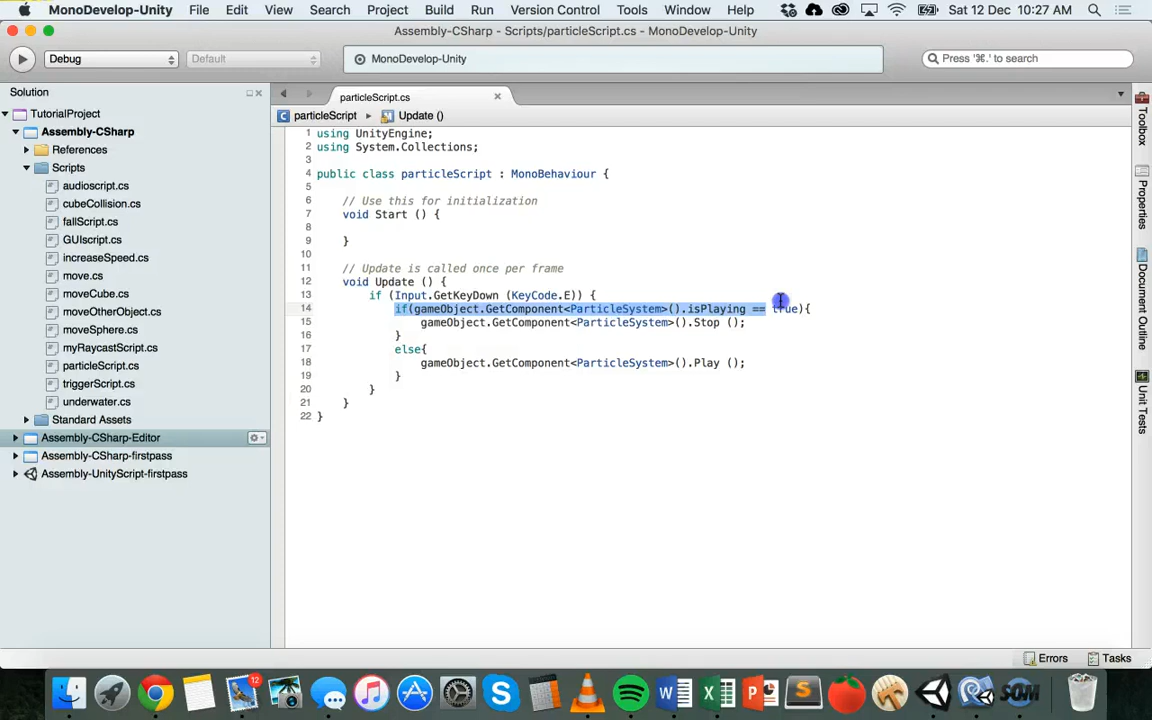 MonoDevelop-Unity File Edit View Search Project Build Run Version Control Tools Window Help Sat 12 Dec 10:27 AM
Assembly-CSharp - Scripts/particleScript.cs - MonoDevelop-Unity
Debug Default MonoDevelop-Unity Press '⌘.' to search
Solution
particleScript.cs
particleScript Update ()
TutorialProject
Assembly-CSharp
References
Scripts
audioscript.cs
cubeCollision.cs
fallScript.cs
GUIscript.cs
increaseSpeed.cs
move.cs
moveCube.cs
moveOtherObject.cs
moveSphere.cs
myRaycastScript.cs
particleScript.cs
triggerScript.cs
underwater.cs
Standard Assets
Assembly-CSharp-Editor
Assembly-CSharp-firstpass
Assembly-UnityScript-firstpass
1 using UnityEngine;
2 using System.Collections;
3
4 public class particleScript : MonoBehaviour {
5
6 // Use this for initialization
7 void Start () {
8
9 }
10
11 // Update is called once per frame
12 void Update () {
13 if (Input.GetKeyDown (KeyCode.E)) {
14 if(gameObject.GetComponent<ParticleSystem>().isPlaying == true){
15 gameObject.GetComponent<ParticleSystem>().Stop ();
16 }
17 else{
18 gameObject.GetComponent<ParticleSystem>().Play ();
19 }
20 }
21 }
22 }
Toolbox
Properties
Document Outline
Unit Tests
Errors Tasks
12
SOM